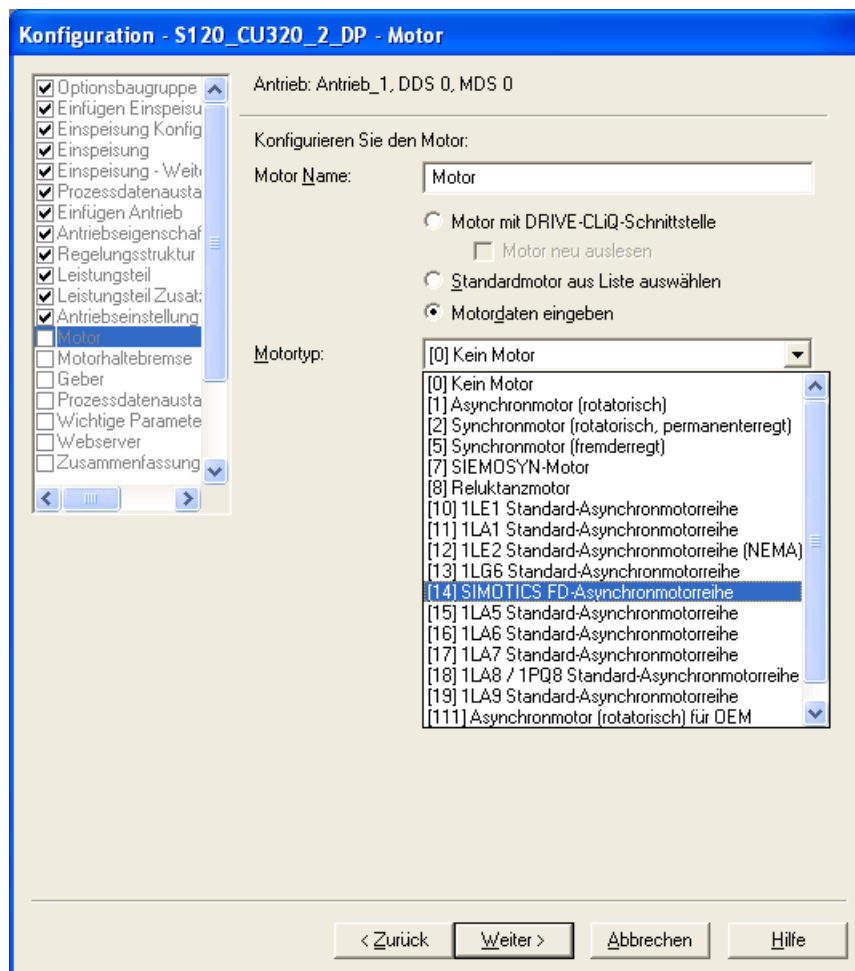 Konfiguration - S120_CU320_2_DP - Motor
Optionsbaugruppe
Einfügen Einspeisu
Einspeisung Konfig
Einspeisung
Einspeisung - Weit
Prozessdatenausta
Einfügen Antrieb
Antriebseigenschaf
Regelungsstruktur
Leistungsteil
Leistungsteil Zusat
Antriebseinstellung
Motor
Motorhaltebremse
Geber
Prozessdatenausta
Wichtige Paramete
Webserver
Zusammenfassung
Antrieb: Antrieb_1, DDS 0, MDS 0
Konfigurieren Sie den Motor:
Motor Name:
Motor
Motor mit DRIVE-CLiQ-Schnittstelle
Motor neu auslesen
Standardmotor aus Liste auswählen
Motordaten eingeben
Motortyp:
[0] Kein Motor
[0] Kein Motor
[1] Asynchronmotor (rotatorisch)
[2] Synchronmotor (rotatorisch, permanenterregt)
[5] Synchronmotor (fremderregt)
[7] SIEMOSYN-Motor
[8] Reluktanzmotor
[10] 1LE1 Standard-Asynchronmotorreihe
[11] 1LA1 Standard-Asynchronmotorreihe
[12] 1LE2 Standard-Asynchronmotorreihe (NEMA)
[13] 1LG6 Standard-Asynchronmotorreihe
[14] SIMOTICS FD-Asynchronmotorreihe
[15] 1LA5 Standard-Asynchronmotorreihe
[16] 1LA6 Standard-Asynchronmotorreihe
[17] 1LA7 Standard-Asynchronmotorreihe
[18] 1LA8 / 1PQ8 Standard-Asynchronmotorreihe
[19] 1LA9 Standard-Asynchronmotorreihe
[111] Asynchronmotor (rotatorisch) für OEM
< Zurück
Weiter >
Abbrechen
Hilfe